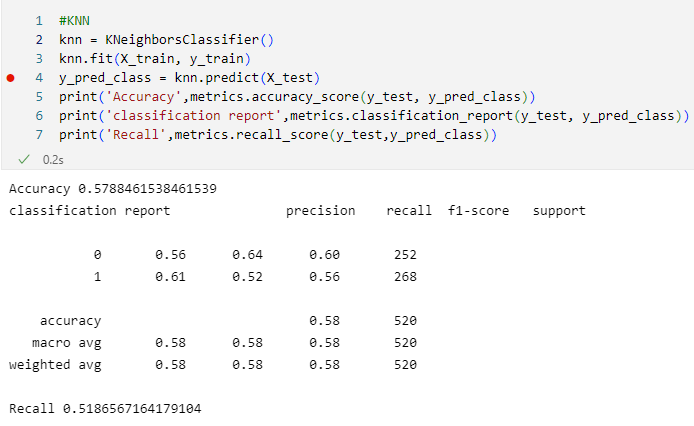 1 #KNN
2 knn = KNeighborsClassifier()
3 knn.fit(X_train, y_train)
4 y_pred_class = knn.predict(X_test)
5 print('Accuracy',metrics.accuracy_score(y_test, y_pred_class))
6 print('classification report',metrics.classification_report(y_test, y_pred_class))
7 print('Recall',metrics.recall_score(y_test,y_pred_class))
0.2s
Accuracy 0.5788461538461539
classification report precision recall f1-score support
0 0.56 0.64 0.60 252
1 0.61 0.52 0.56 268
accuracy 0.58 520
macro avg 0.58 0.58 0.58 520
weighted avg 0.58 0.58 0.58 520
Recall 0.5186567164179104